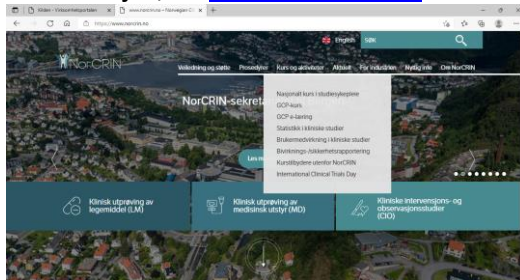 https://www.norcrin.no
English
SØK
NorCRIN
Veiledning og støtte Prosedyrer Kurs og aktiviteter Aktuelt For industrien Nyttig info Om NorCRIN
Nasjonalt kurs i studiesykepleie
GCP-kurs
GCP e-læring
Statistikk i kliniske studier
Brukermedvirkning i kliniske studier
Bivirknings-/sikkerhetsrapportering
Kurstilbydere utenfor NorCRIN
International Clinical Trials Day
NorCRIN-sekret
Klinisk utprøving av
legemiddel (LM)
Klinisk utprøving av
medisinsk utstyr (MD)
Kliniske intervensjons- og
observasjonsstudier
(CIO)